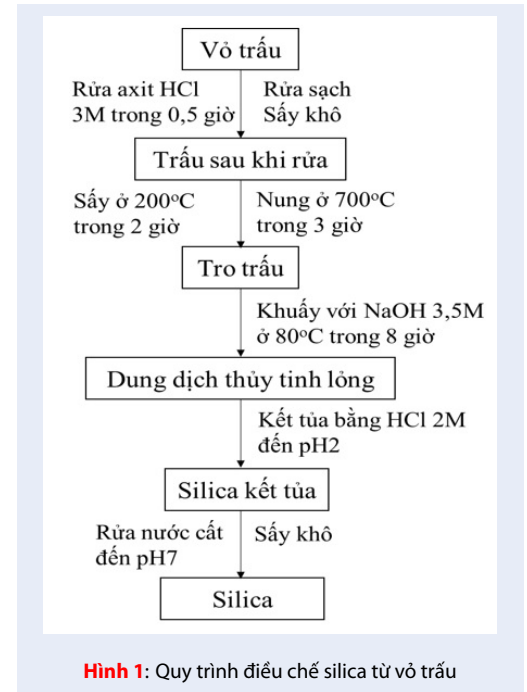 Vỏ trấu
Rửa axit HCl
3M trong 0,5 giờ
Rửa sạch
Sấy khô
Trấu sau khi rửa
Sấy ở 200ºC
trong 2 giờ
Nung ở 700ºC
trong 3 giờ
Tro trấu
Khuấy với NaOH 3,5M
ở 80ºC trong 8 giờ
Dung dịch thủy tinh lỏng
Kết tủa bằng HCl 2M
đến pH2
Silica kết tủa
Rửa nước cất
đến pH7
Sấy khô
Silica
Hình 1: Quy trình điều chế silica từ vỏ trấu